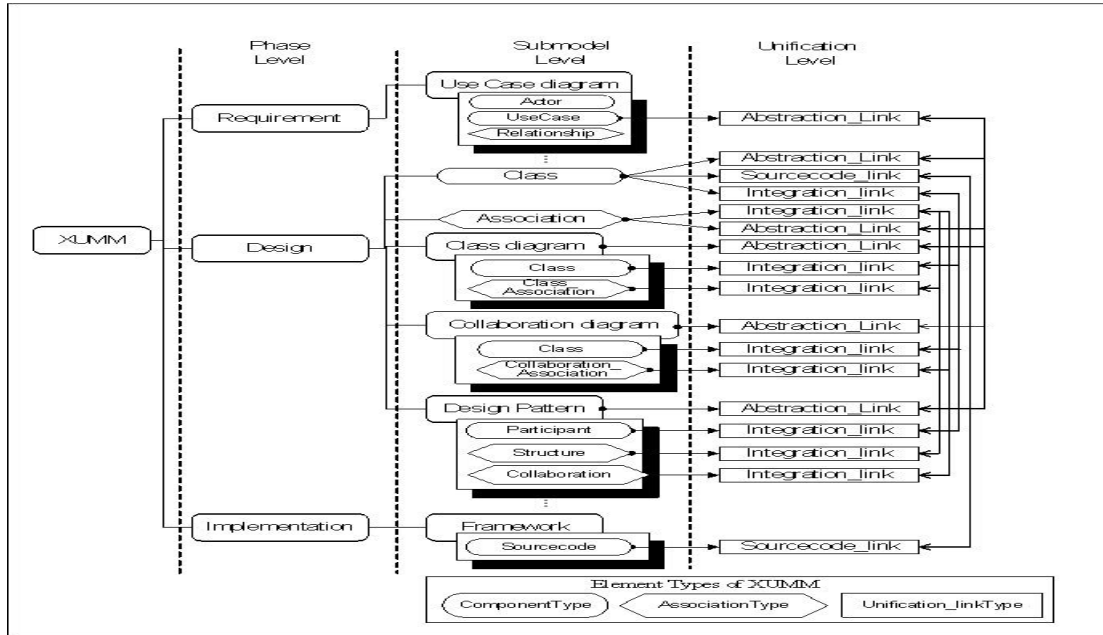 Phase
Level
Submodel
Level
Unification
Level
Use Case diagram
Actor
UseCase
Relationship
Requirement
Abstraction_Link
Abstraction_Link
Class
Sourcecode_link
Integration_link
Association
Integration_link
Abstraction_Link
XUMM
Design
Class diagram
Abstraction_Link
Class
Integration_link
Class_
Association
Integration_link
Collaboration diagram
Abstraction_Link
Class
Integration_link
Collaboration_
Association
Integration_link
Design Pattern
Abstraction_Link
Participant
Integration_link
Structure
Integration_link
Collaboration
Integration_link
Implementation
Framework
Sourcecode
Sourcecode_link
Element Types of XUMM
ComponentType
AssociationType
Unification_linkType